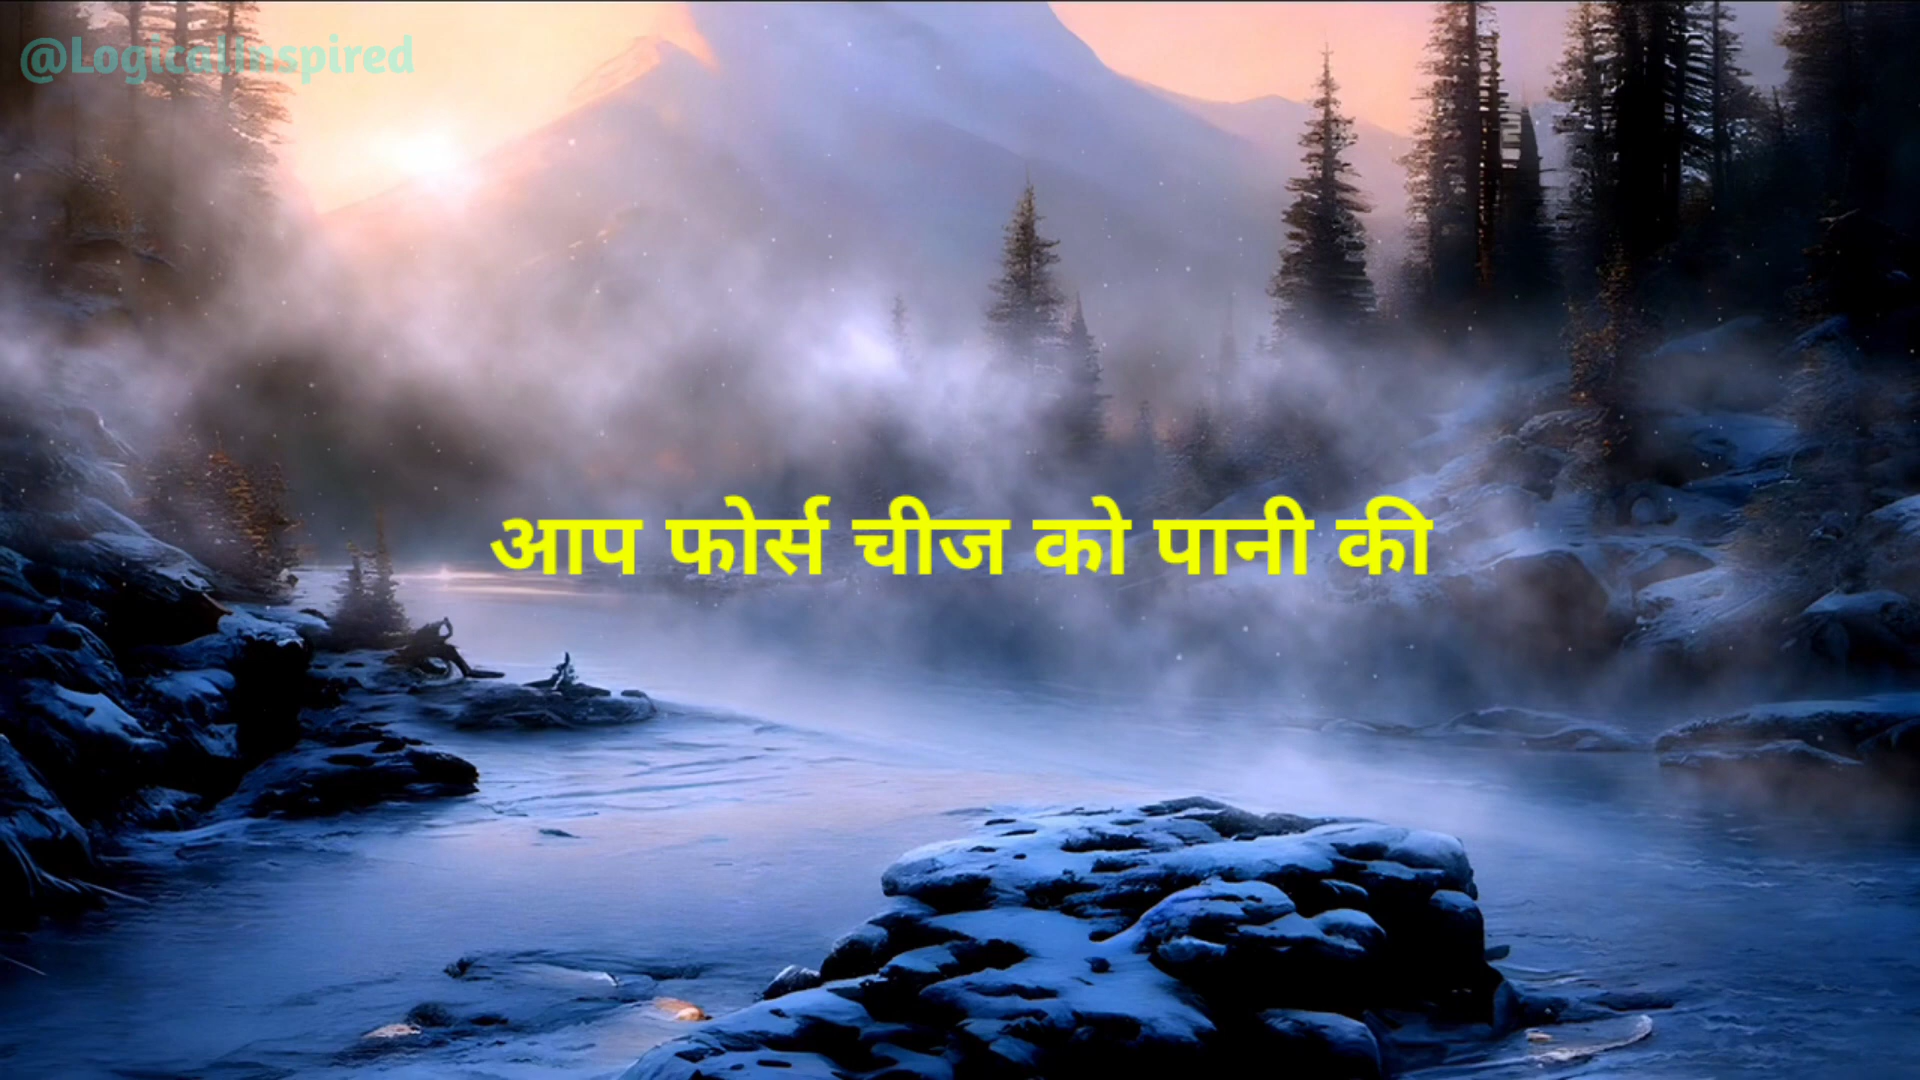 @LogicalInspired
आप फोर्स चीज को पानी की